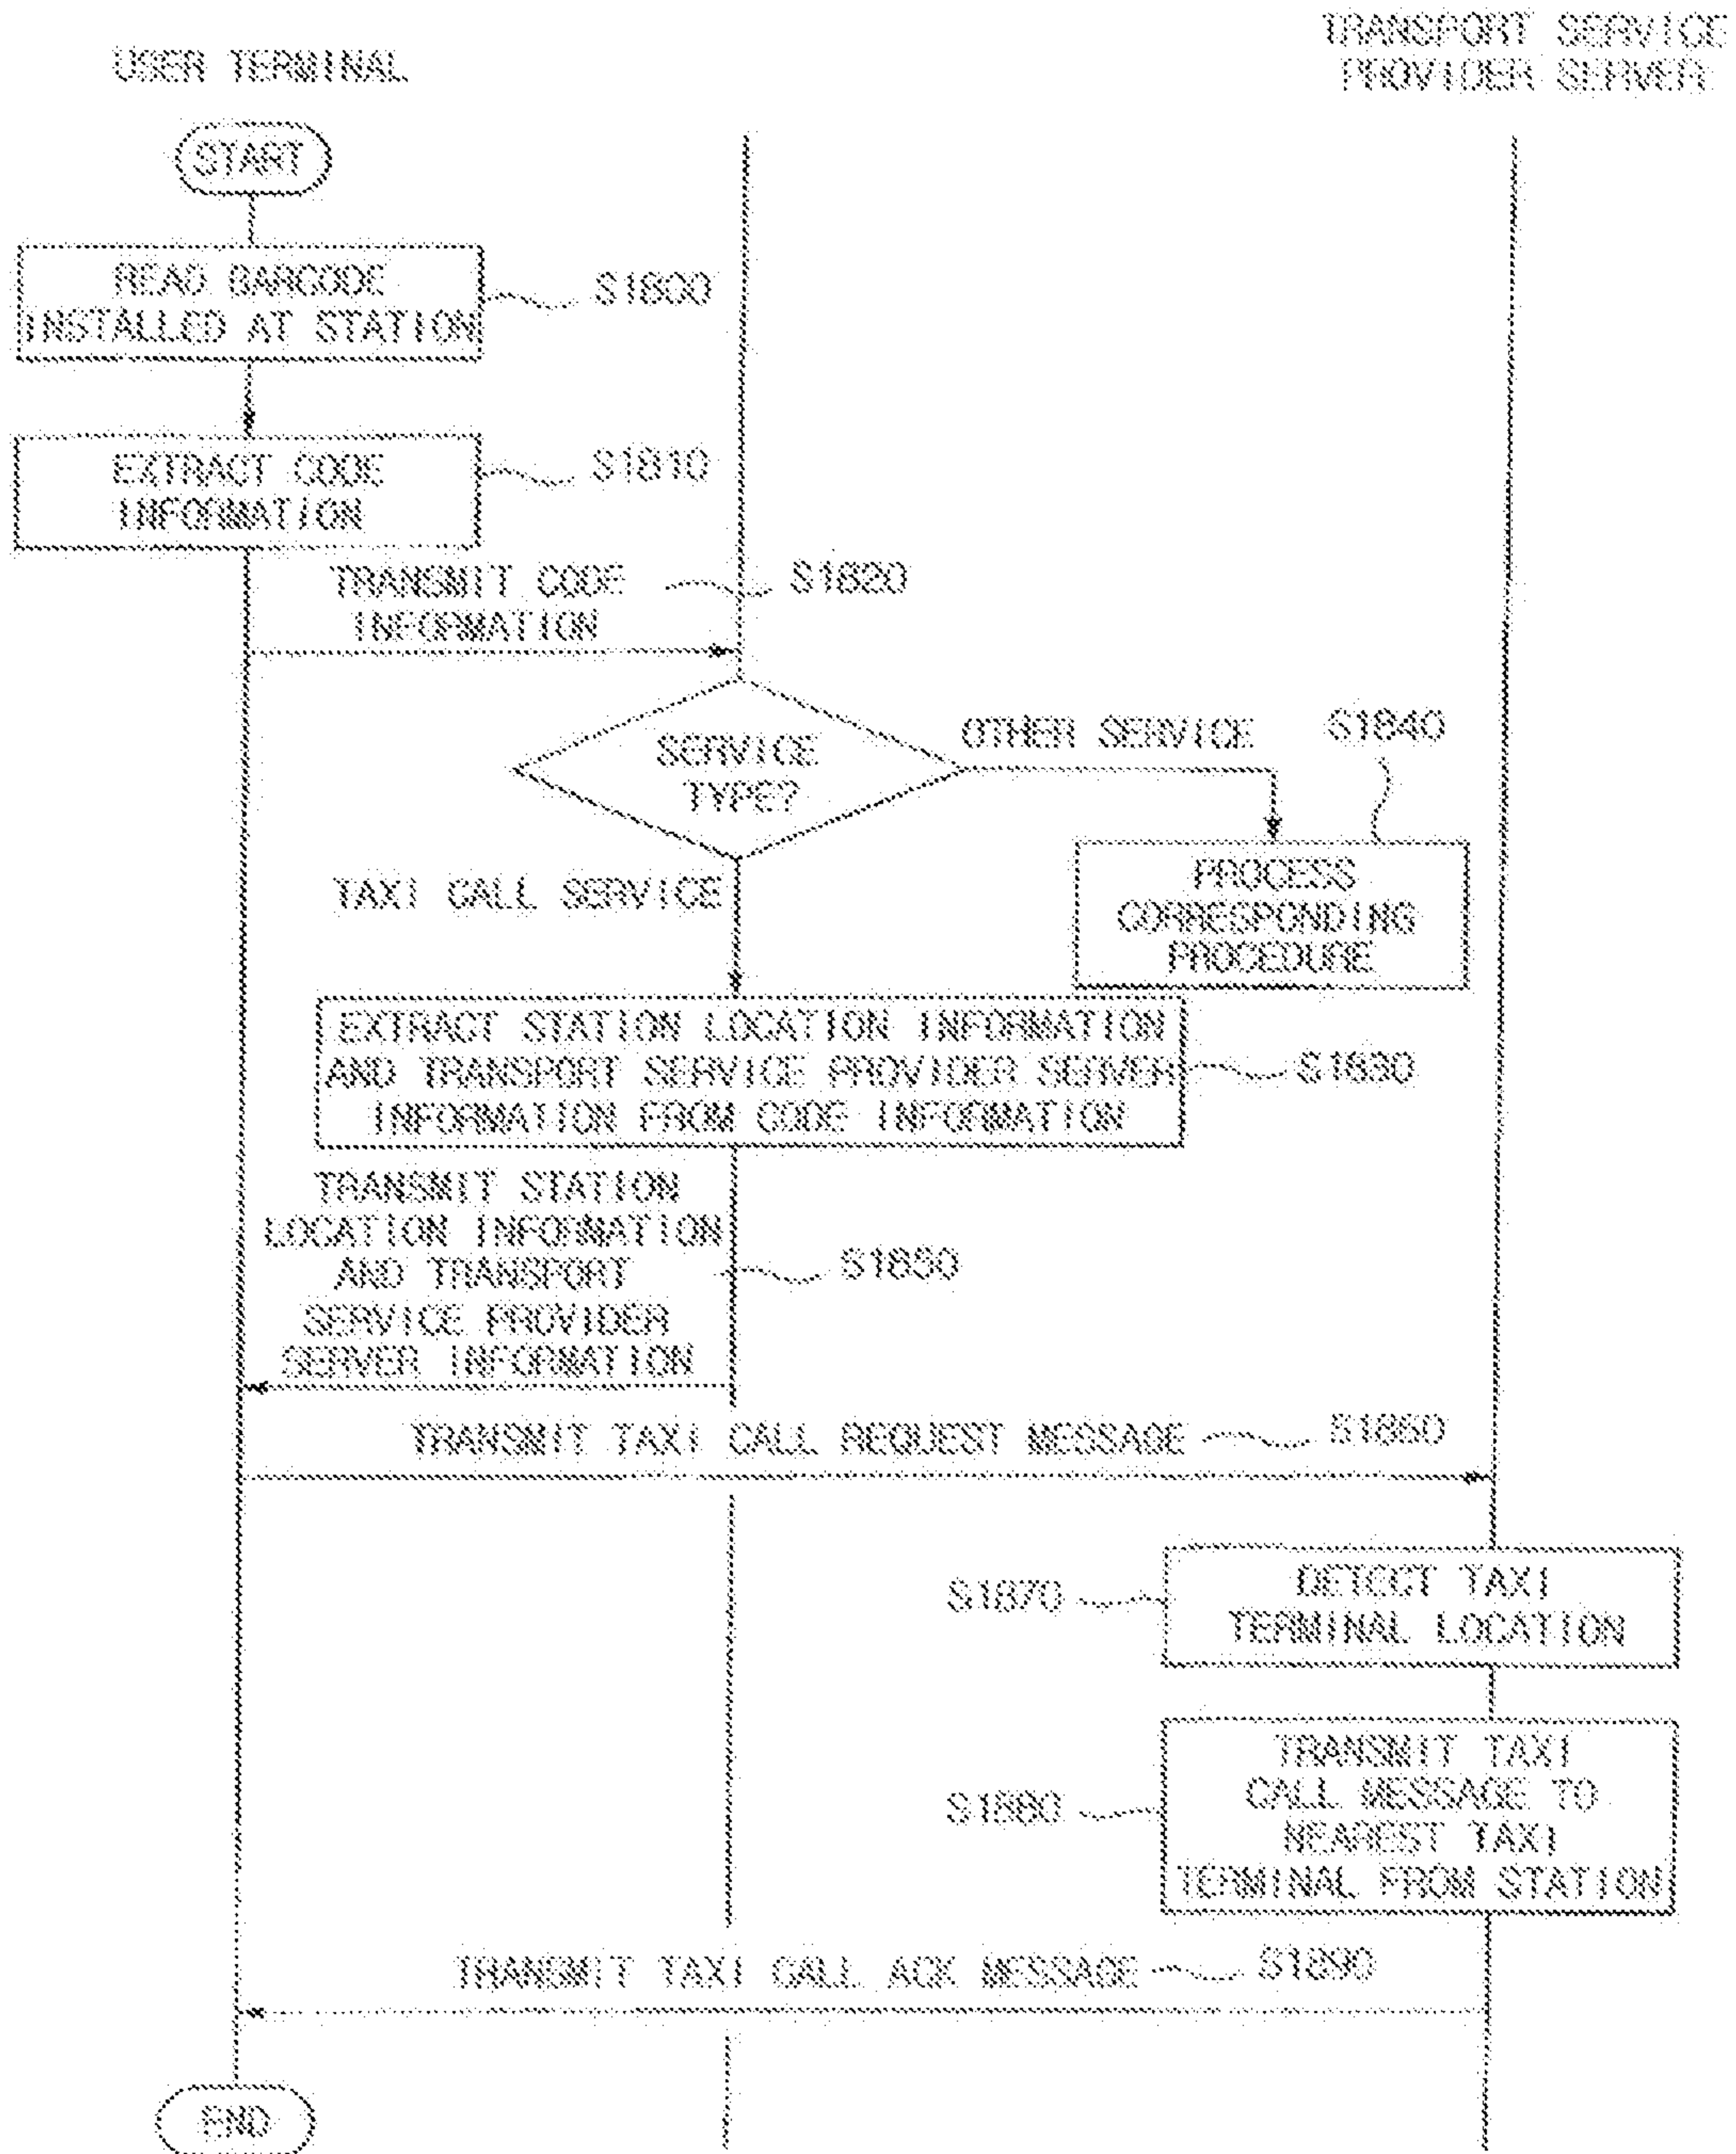 TRANSPORT SERVICE
PROVIDER SERVER
USER TERMINAL
START
READ BARCODE
INSTALLED AT STATION
S1800
EXTRACT CODE
INFORMATION
S1810
TRANSMIT CODE
INFORMATION
S1820
SERVICE
TYPE?
OTHER SERVICE
S1840
TAXI CALL SERVICE
PROCESS
CORRESPONDING
PROCEDURE
EXTRACT STATION LOCATION INFORMATION
AND TRANSPORT SERVICE PROVIDER SERVER
INFORMATION FROM CODE INFORMATION
S1830
TRANSMIT STATION
LOCATION INFORMATION
AND TRANSPORT
SERVICE PROVIDER
SERVER INFORMATION
S1850
TRANSMIT TAXI CALL REQUEST MESSAGE
S1860
S1870
DETECT TAXI
TERMINAL LOCATION
S1880
TRANSMIT TAXI
CALL MESSAGE TO
NEAREST TAXI
TERMINAL FROM STATION
TRANSMIT TAXI CALL ACK MESSAGE
S1890
END